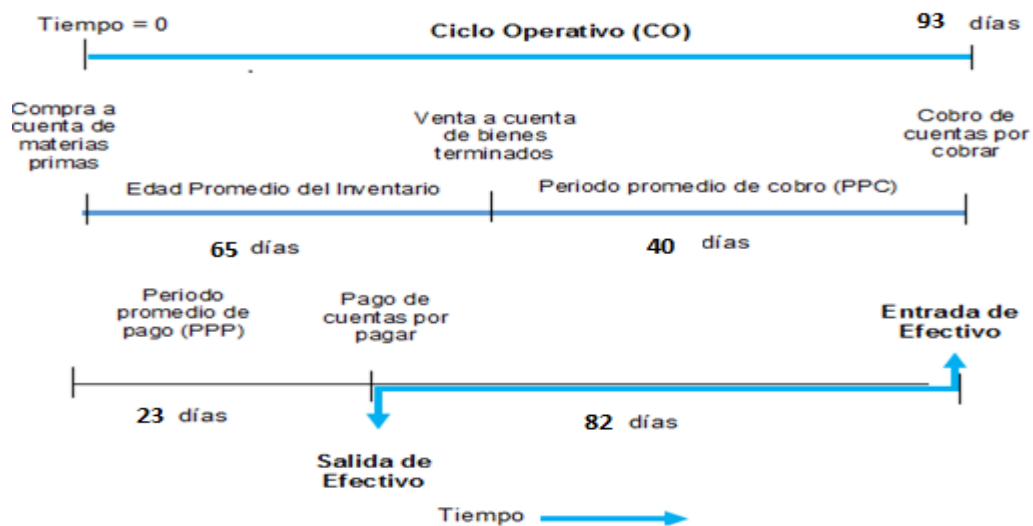 Tiempo = 0
Ciclo Operativo (CO)
93 días
Compra a
cuenta de
materias
primas
Venta a cuenta
de bienes
terminados
Cobro de
cuentas por
cobrar
Edad Promedio del Inventario
Periodo promedio de cobro (PPC)
65 días
40 días
Periodo
promedio de
pago (PPP)
Pago de
cuentas por
pagar
Entrada de
Efectivo
23 días
82 días
Salida de
Efectivo
Tiempo